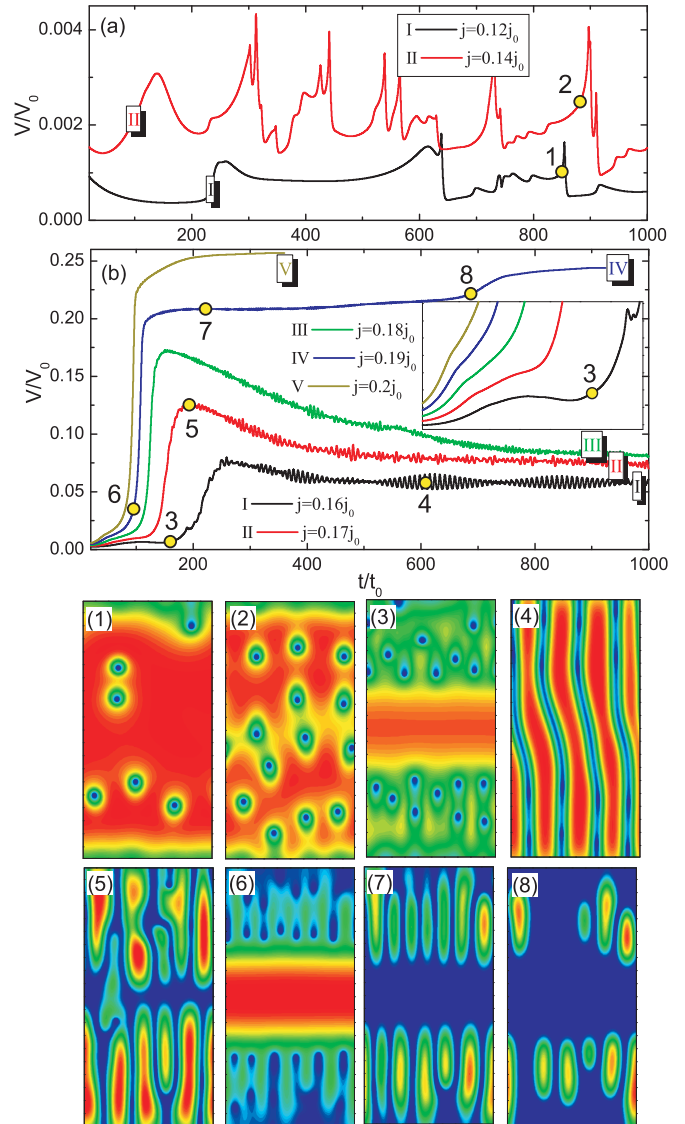 (a)
I j=0.12j0
II j=0.14j0
0.004
0.002
0.000
V/V0
II
I
2
1
200 400 600 800 1000
(b)
0.25
0.20
0.15
0.10
0.05
0.00
V/V0
V
IV
8
7
III j=0.18j0
IV j=0.19j0
V j=0.2j0
3
5
6
III
II
I
4
3
I j=0.16j0
II j=0.17j0
200 400 600 800 1000
t/t0
(1) (2) (3) (4)
(5) (6) (7) (8)